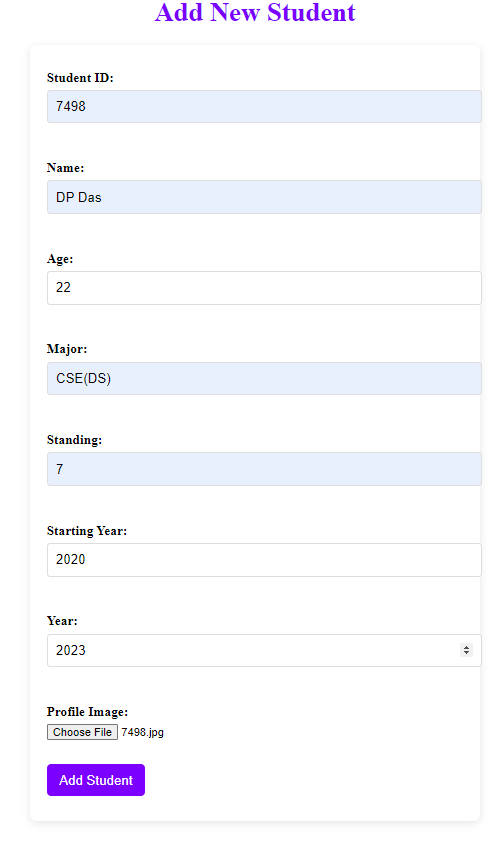 Add New Student
Student ID:
7498
Name:
DP Das
Age:
22
Major:
CSE(DS)
Standing:
7
Starting Year:
2020
Year:
2023
Profile Image:
Choose File 7498.jpg
Add Student